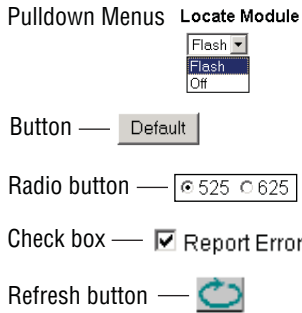 Pulldown Menus Locate Module
Flash
Flash
Off
Button — Default
Radio button — 525 625
Check box — Report Error
Refresh button —